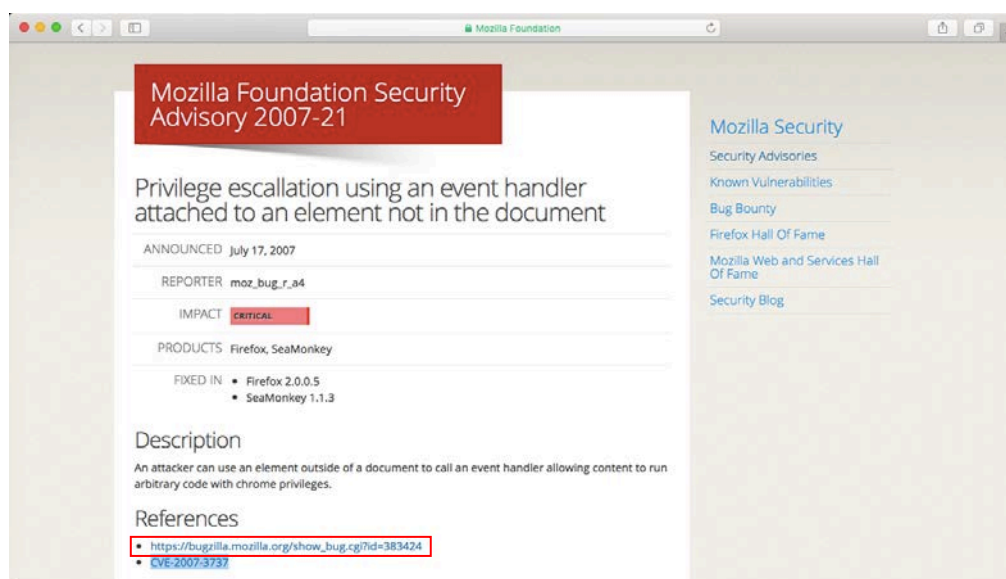 Mozilla Foundation
Mozilla Foundation Security
Advisory 2007-21
Privilege escallation using an event handler
attached to an element not in the document
ANNOUNCED July 17, 2007
REPORTER moz_bug_r_a4
IMPACT CRITICAL
PRODUCTS Firefox, SeaMonkey
FIXED IN • Firefox 2.0.0.5
• SeaMonkey 1.1.3
Description
An attacker can use an element outside of a document to call an event handler allowing content to run
arbitrary code with chrome privileges.
References
• https://bugzilla.mozilla.org/show_bug.cgi?id=383424
• CVE-2007-3737
Mozilla Security
Security Advisories
Known Vulnerabilities
Bug Bounty
Firefox Hall Of Fame
Mozilla Web and Services Hall
Of Fame
Security Blog